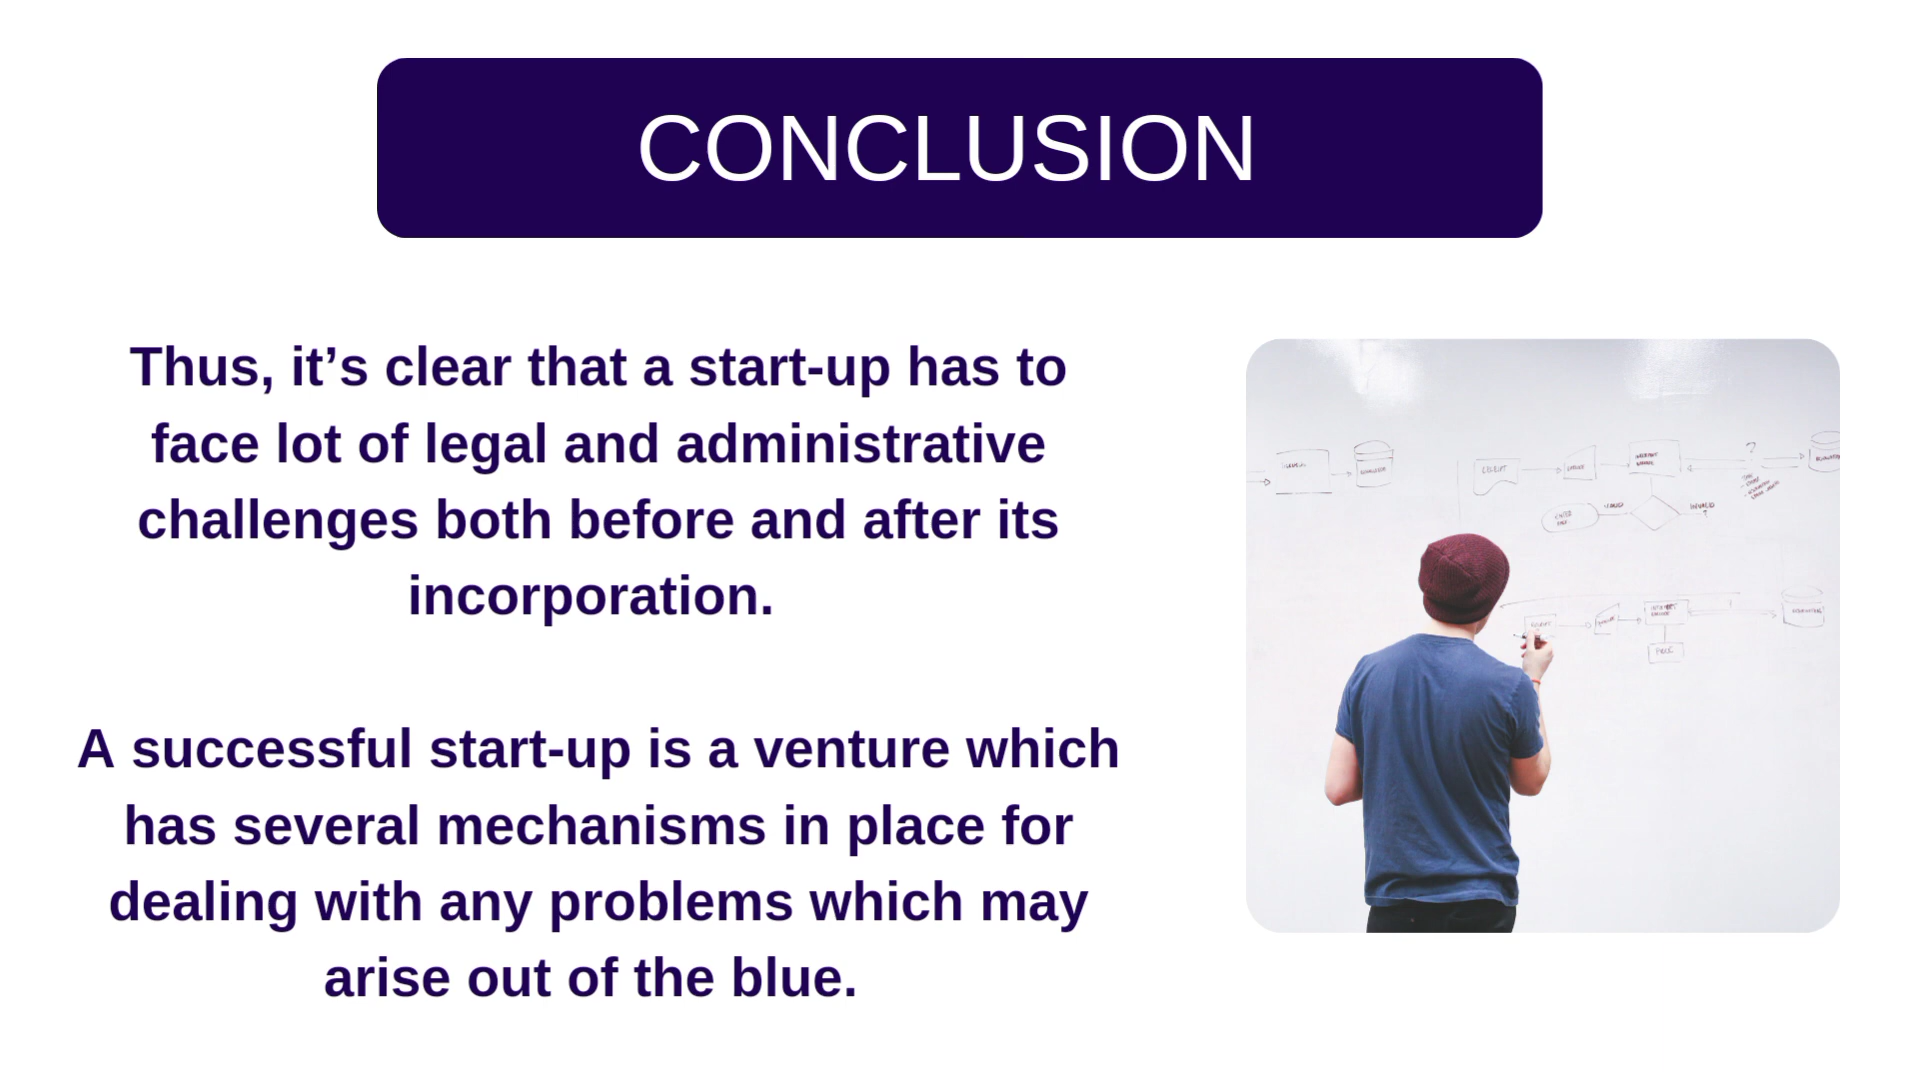 CONCLUSION
Thus, it’s clear that a start-up has to
face lot of legal and administrative
challenges both before and after its
incorporation.
A successful start-up is a venture which
has several mechanisms in place for
dealing with any problems which may
arise out of the blue.
INVALID